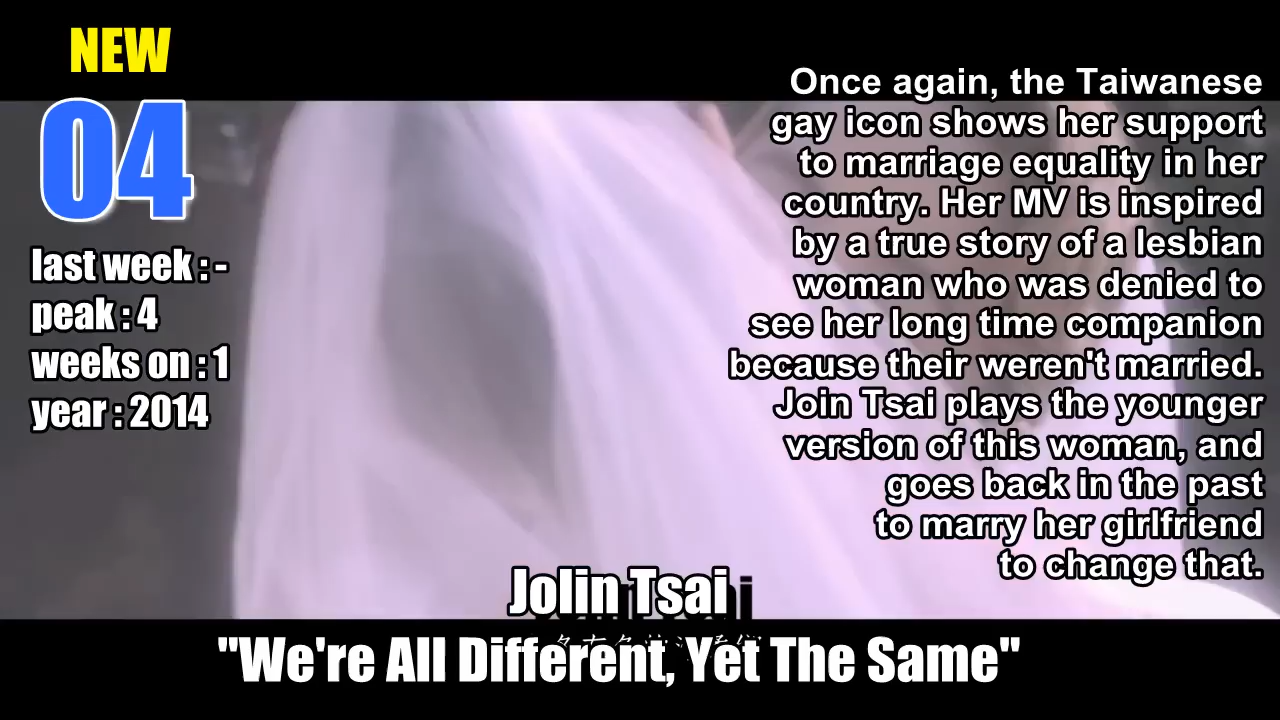 NEW
04
last week : -
peak : 4
weeks on : 1
year : 2014
Once again, the Taiwanese
gay icon shows her support
to marriage equality in her
country. Her MV is inspired
by a true story of a lesbian
woman who was denied to
see her long time companion
because their weren't married.
Join Tsai plays the younger
version of this woman, and
goes back in the past
to marry her girlfriend
to change that.
Jolin Tsai
"We're All Different, Yet The Same"